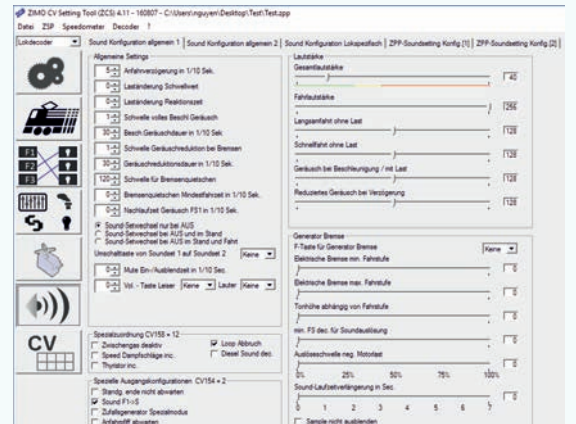 ZIMO CV Setting Tool (ZCS) 4.11 - 160807 - C:\Users\nguyen\Desktop\Test\Test.zpp
Datei ZSP Speedometer Decoder ?
Lokdecoder
Sound Konfiguration allgemein 1 Sound Konfiguration allgemein 2 Sound Konfiguration Lokspezifisch ZPP-Soundsetting Konfig (1) ZPP-Soundsetting Konfig (2)
F1
F2
F3
CV
Allgemeine Settings
5 Anfahrverzögerung in 1/10 Sek.
0 Laständerung Schwellwert
0 Laständerung Reaktionszeit
1 Schwelle volles Beschl Geräusch
30 Besch.Geräuschdauer in 1/10 Sek.
1 Schwelle Geräuschreduktion bei Bremsen
30 Geräuschreduktionsdauer in 1/10 Sek.
120 Schwelle für Bremsenquietschen
0 Bremsenquietschen Mindestfahrzeit in 1/10 Sek.
0 Nachlaufzeit Geräusch FS1 in 1/10 Sek.
Sound-Setwechsel nur bei AUS
Sound-Setwechsel bei AUS und im Stand
Sound-Setwechsel bei AUS im Stand und Fahrt
Umschalttaste von Soundset 1 auf Soundset 2 Keine
0 Mute Ein-/Ausblendzeit in 1/10 Sec.
0 Vol. - Taste Leiser Keine Lauter Keine
Spezialzuordnung CV158 = 12
Zwischengas deaktiv Loop Abbruch
Speed Dampfschläge inc. Diesel Sound dec.
Thyristor inc.
Spezielle Ausgangskonfigurationen CV154 = 2
Standg. ende nicht abwarten
Sound F1->S
Zufallsgenerator Spezialmodus
Anfahrpfiff abwarten
Lautstärke
Gesamtlautstärke
40
Fahrlautstärke
256
Langsamfahrt ohne Last
128
Schnellfahrt ohne Last
128
Geräusch bei Beschleunigung / mit Last
128
Reduziertes Geräusch bei Verzögerung
128
Generator Bremse
F-Taste für Generator Bremse Keine
Elektrische Bremse min. Fahrstufe
0
Elektrische Bremse max. Fahrstufe
0
Tonhöhe abhängig von Fahrstufe
0
min. FS dec. für Soundauslösung
0
Auslöseschwelle neg. Motorlast
0
0% 25% 50% 75% 100%
Sound-Laufzeitverlängerung in Sec.
0
0 1 2 3 4 5 6 7
Sample nicht ausblenden